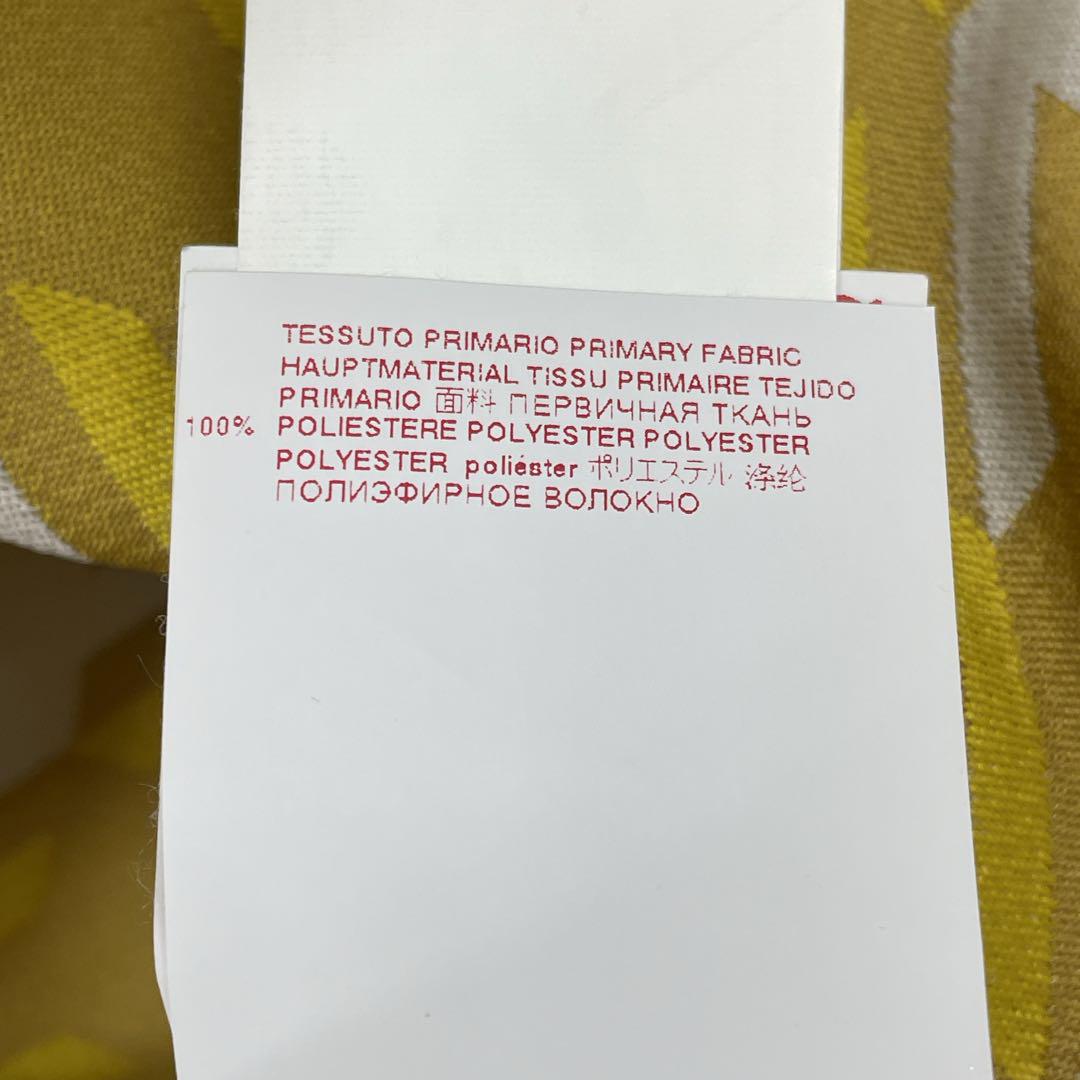 TESSUTO PRIMARIO PRIMARY FABRIC
HAUPTMATERIAL TISSU PRIMAIRE TEJIDO
PRIMARIO 面料 ПЕРВИЧНАЯ ТКАНЬ
100% POLIESTERE POLYESTER POLYESTER
POLYESTER poliéster ポリエステル 涤纶
ПОЛИЭФИРНОЕ ВОЛОКНО